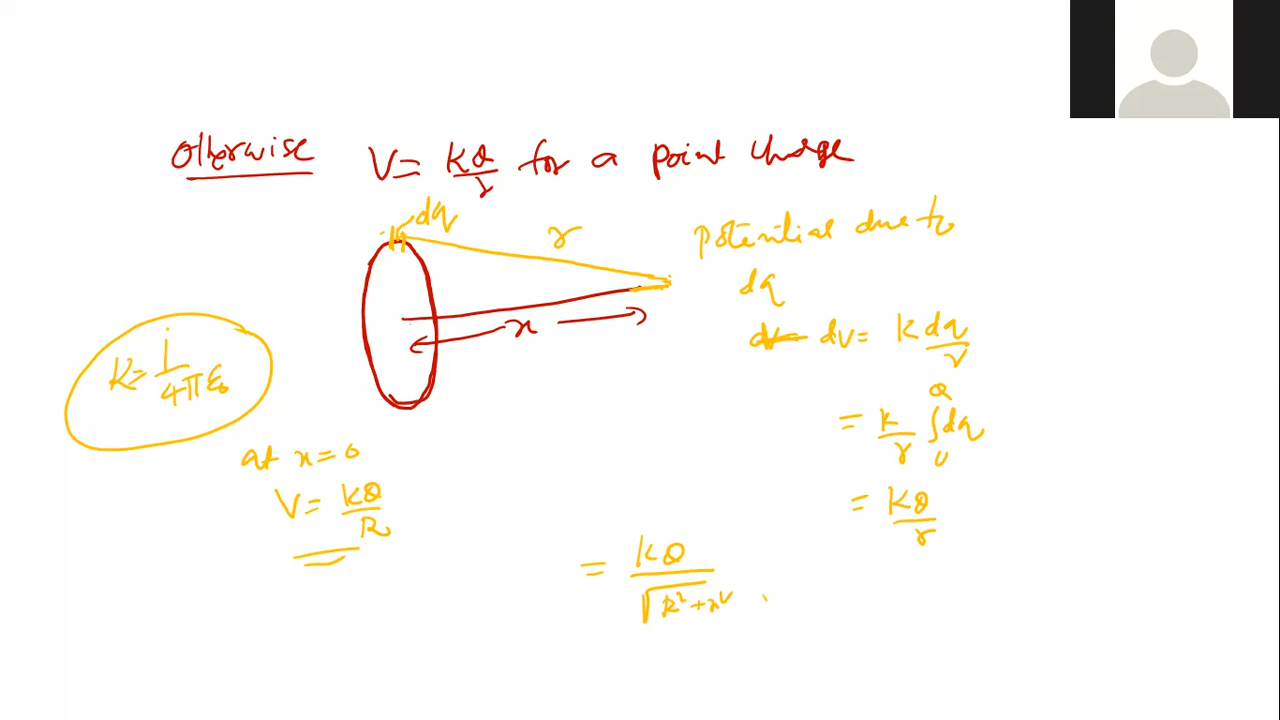 Otherwise V = KQ/r for a point charge
dq
r
potential due to
dq
x
dV = K dq/r
K = 1/4πε₀
= K/r ∫₀^Q dq
at x = 0
V = KQ/R
= KQ/r
= KQ/√R²+x²